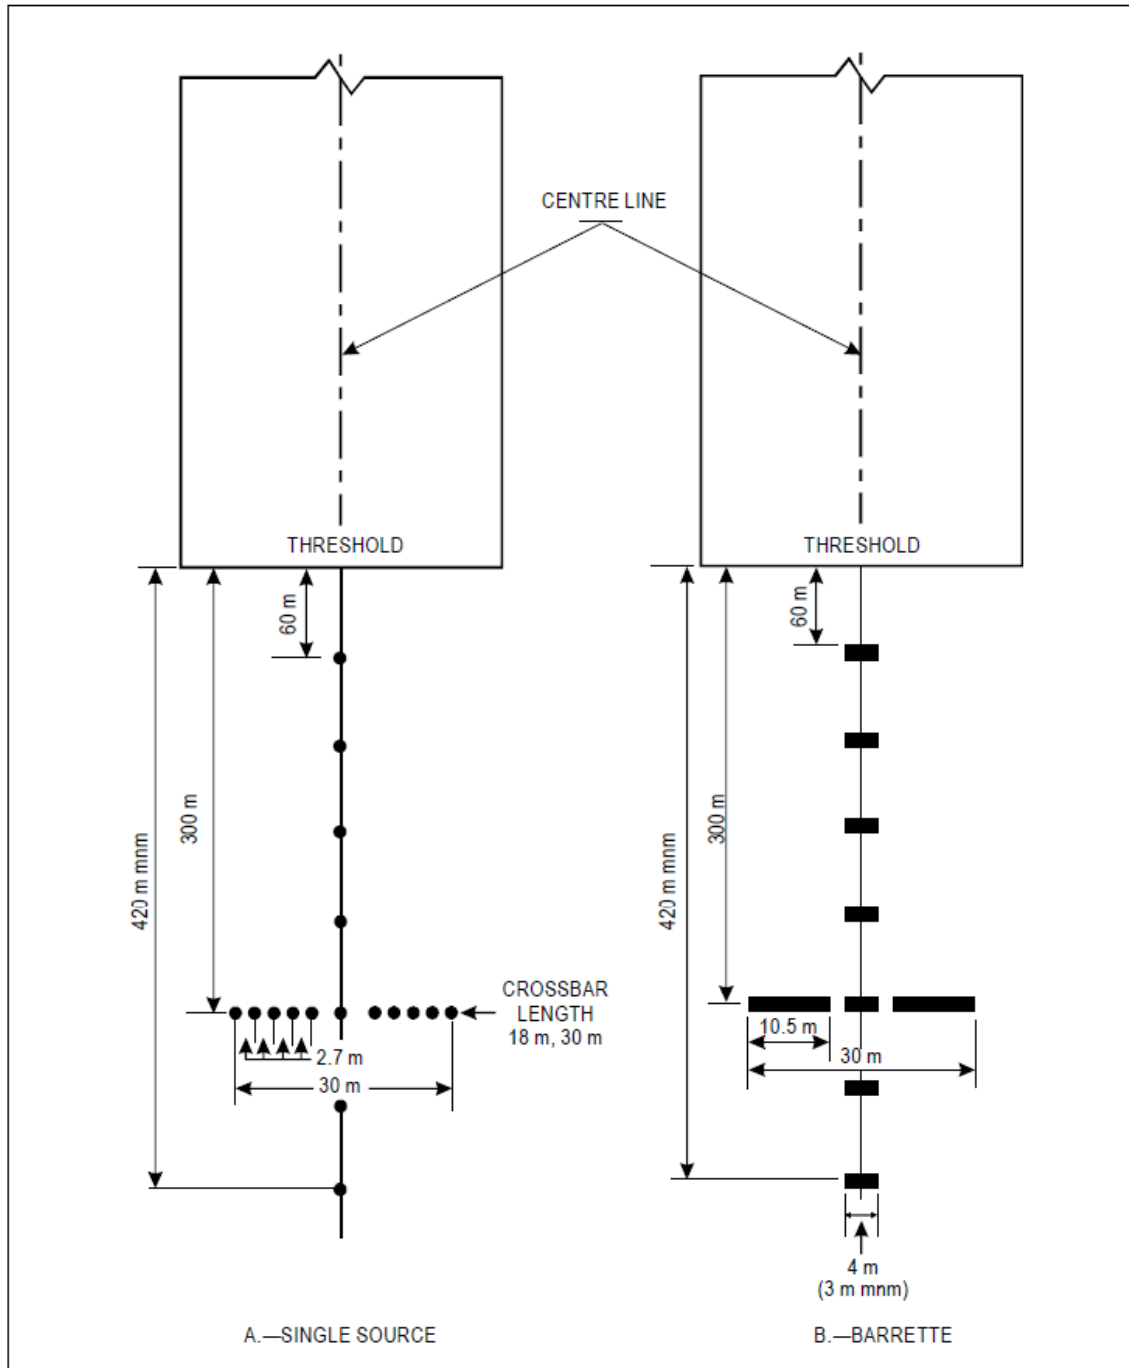 CENTRE LINE
THRESHOLD
THRESHOLD
60 m
60 m
300 m
300 m
420 m mnm
420 m mnm
CROSSBAR
LENGTH
18 m, 30 m
2.7 m
30 m
10.5 m
30 m
4 m
(3 m mnm)
A.—SINGLE SOURCE
B.—BARRETTE